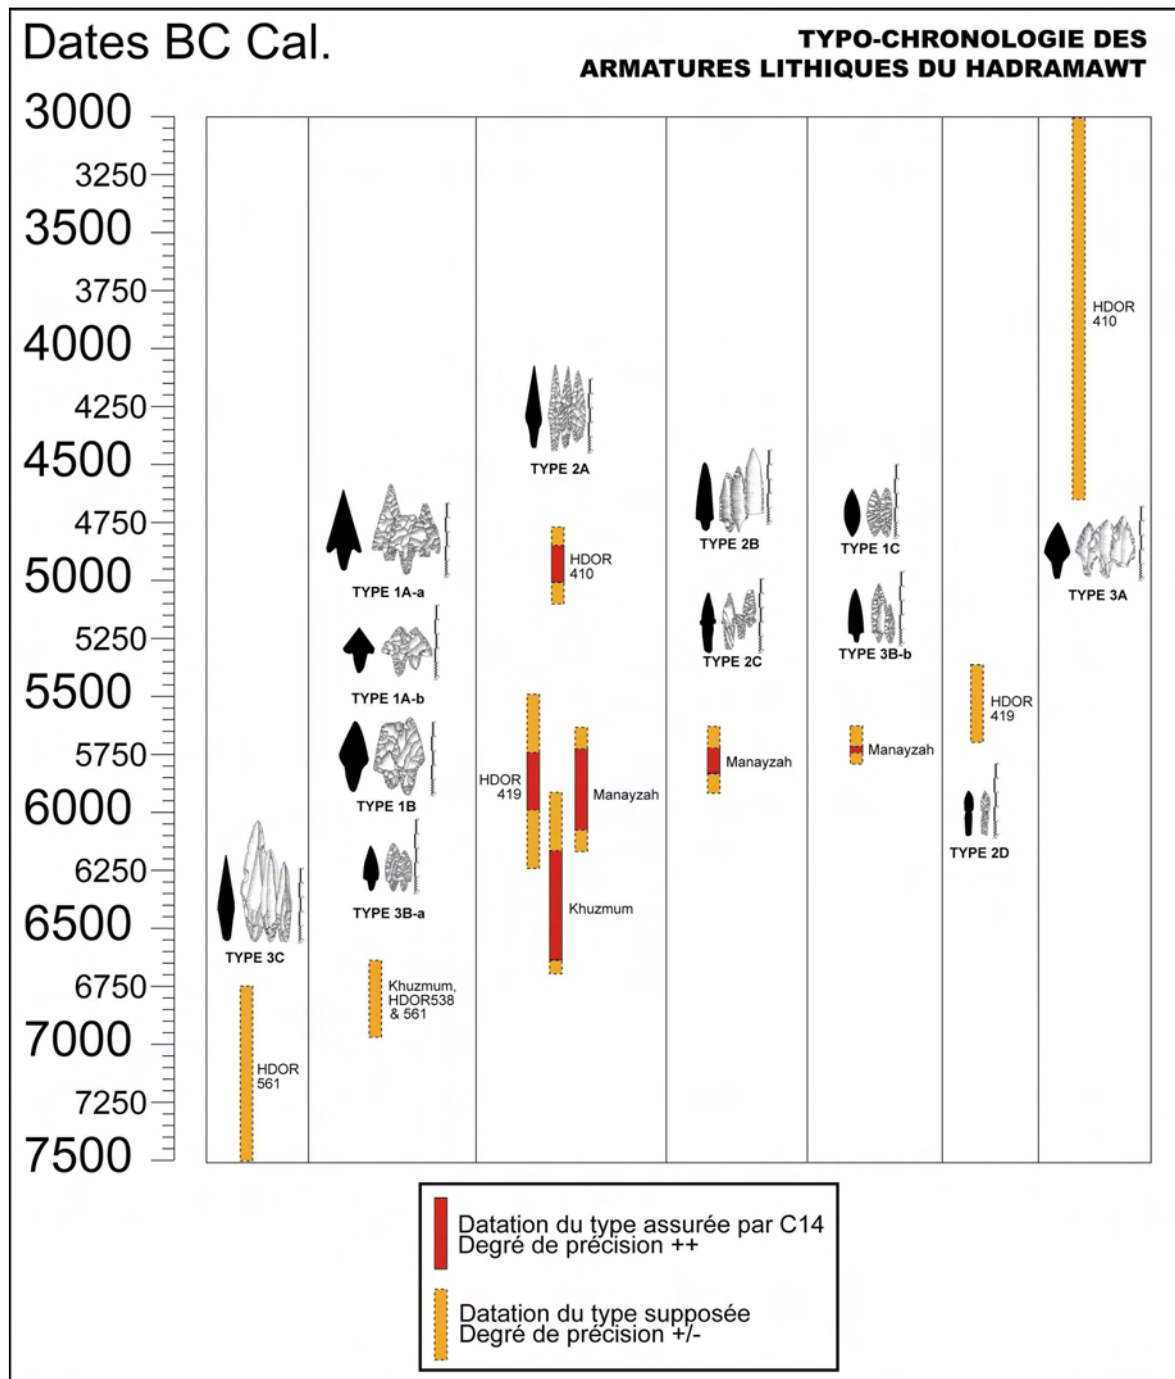 Dates BC Cal.
TYPO-CHRONOLOGIE DES
ARMATURES LITHIQUES DU HADRAMAWT
3000
3250
3500
3750
4000
4250
4500
4750
5000
5250
5500
5750
6000
6250
6500
6750
7000
7250
7500
TYPE 3C
HDOR
561
TYPE 1A-a
TYPE 1A-b
TYPE 1B
TYPE 3B-a
Khuzmum,
HDOR538
& 561
TYPE 2A
HDOR
410
HDOR
419
Manayzah
Khuzmum
TYPE 2B
TYPE 2C
Manayzah
TYPE 1C
TYPE 3B-b
Manayzah
HDOR
419
TYPE 2D
HDOR
410
TYPE 3A
Datation du type assurée par C14
Degré de précision ++
Datation du type supposée
Degré de précision +/-